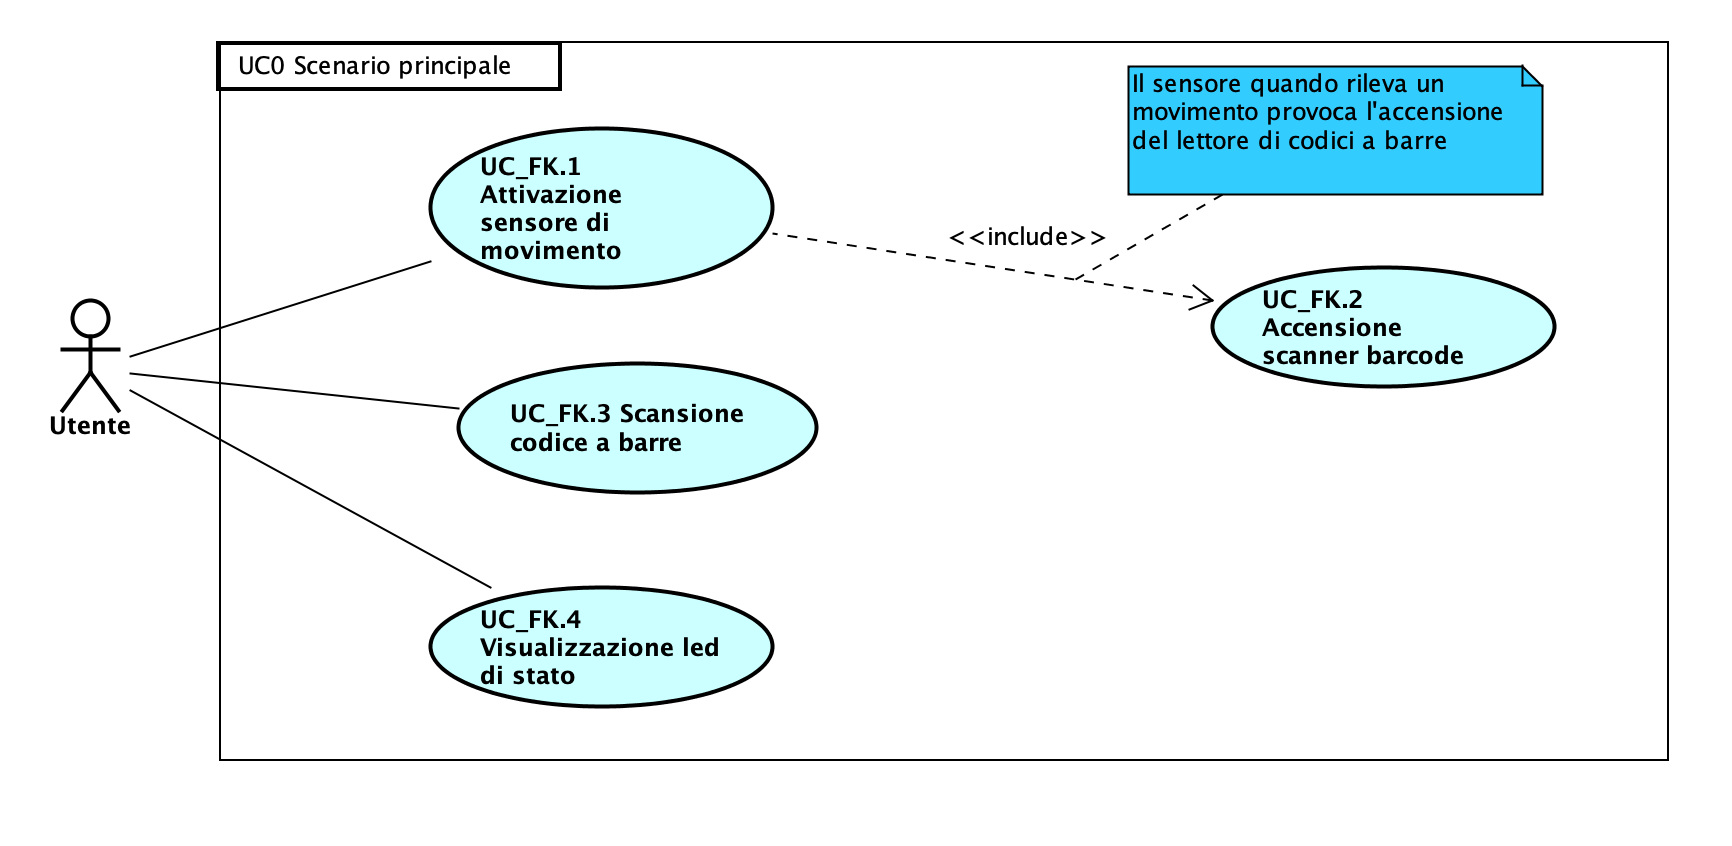 UC0 Scenario principale
Il sensore quando rileva un
movimento provoca l'accensione
del lettore di codici a barre
UC_FK.1
Attivazione
sensore di
movimento
<<include>>
UC_FK.2
Accensione
scanner barcode
Utente
UC_FK.3 Scansione
codice a barre
UC_FK.4
Visualizzazione led
di stato